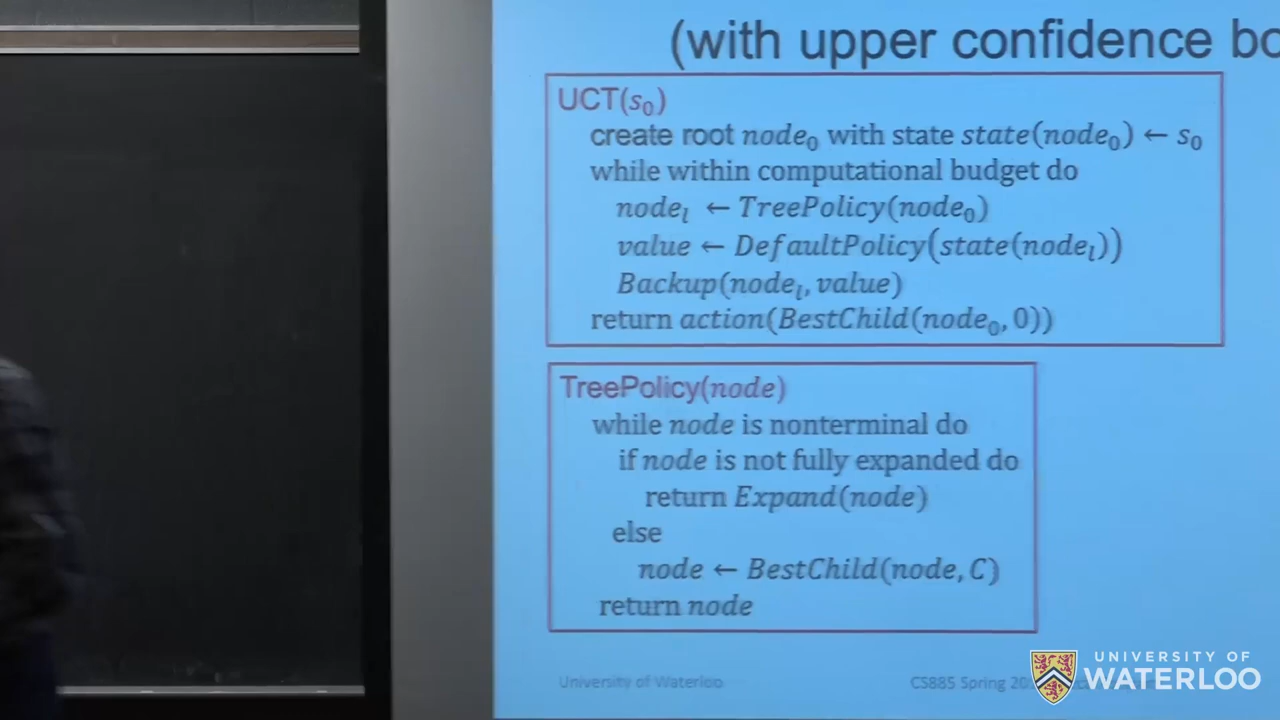 (with upper confidence
UCT(s₀)
create root node₀ with state state(node₀) ← s₀
while within computational budget do
nodeₗ ← TreePolicy(node₀)
value ← DefaultPolicy(state(nodeₗ))
Backup(nodeₗ, value)
return action(BestChild(node₀, 0))
TreePolicy(node)
while node is nonterminal do
if node is not fully expanded do
return Expand(node)
else
node ← BestChild(node, C)
return node
University of Waterloo
CS885 Spring
UNIVERSITY OF
WATERLOO